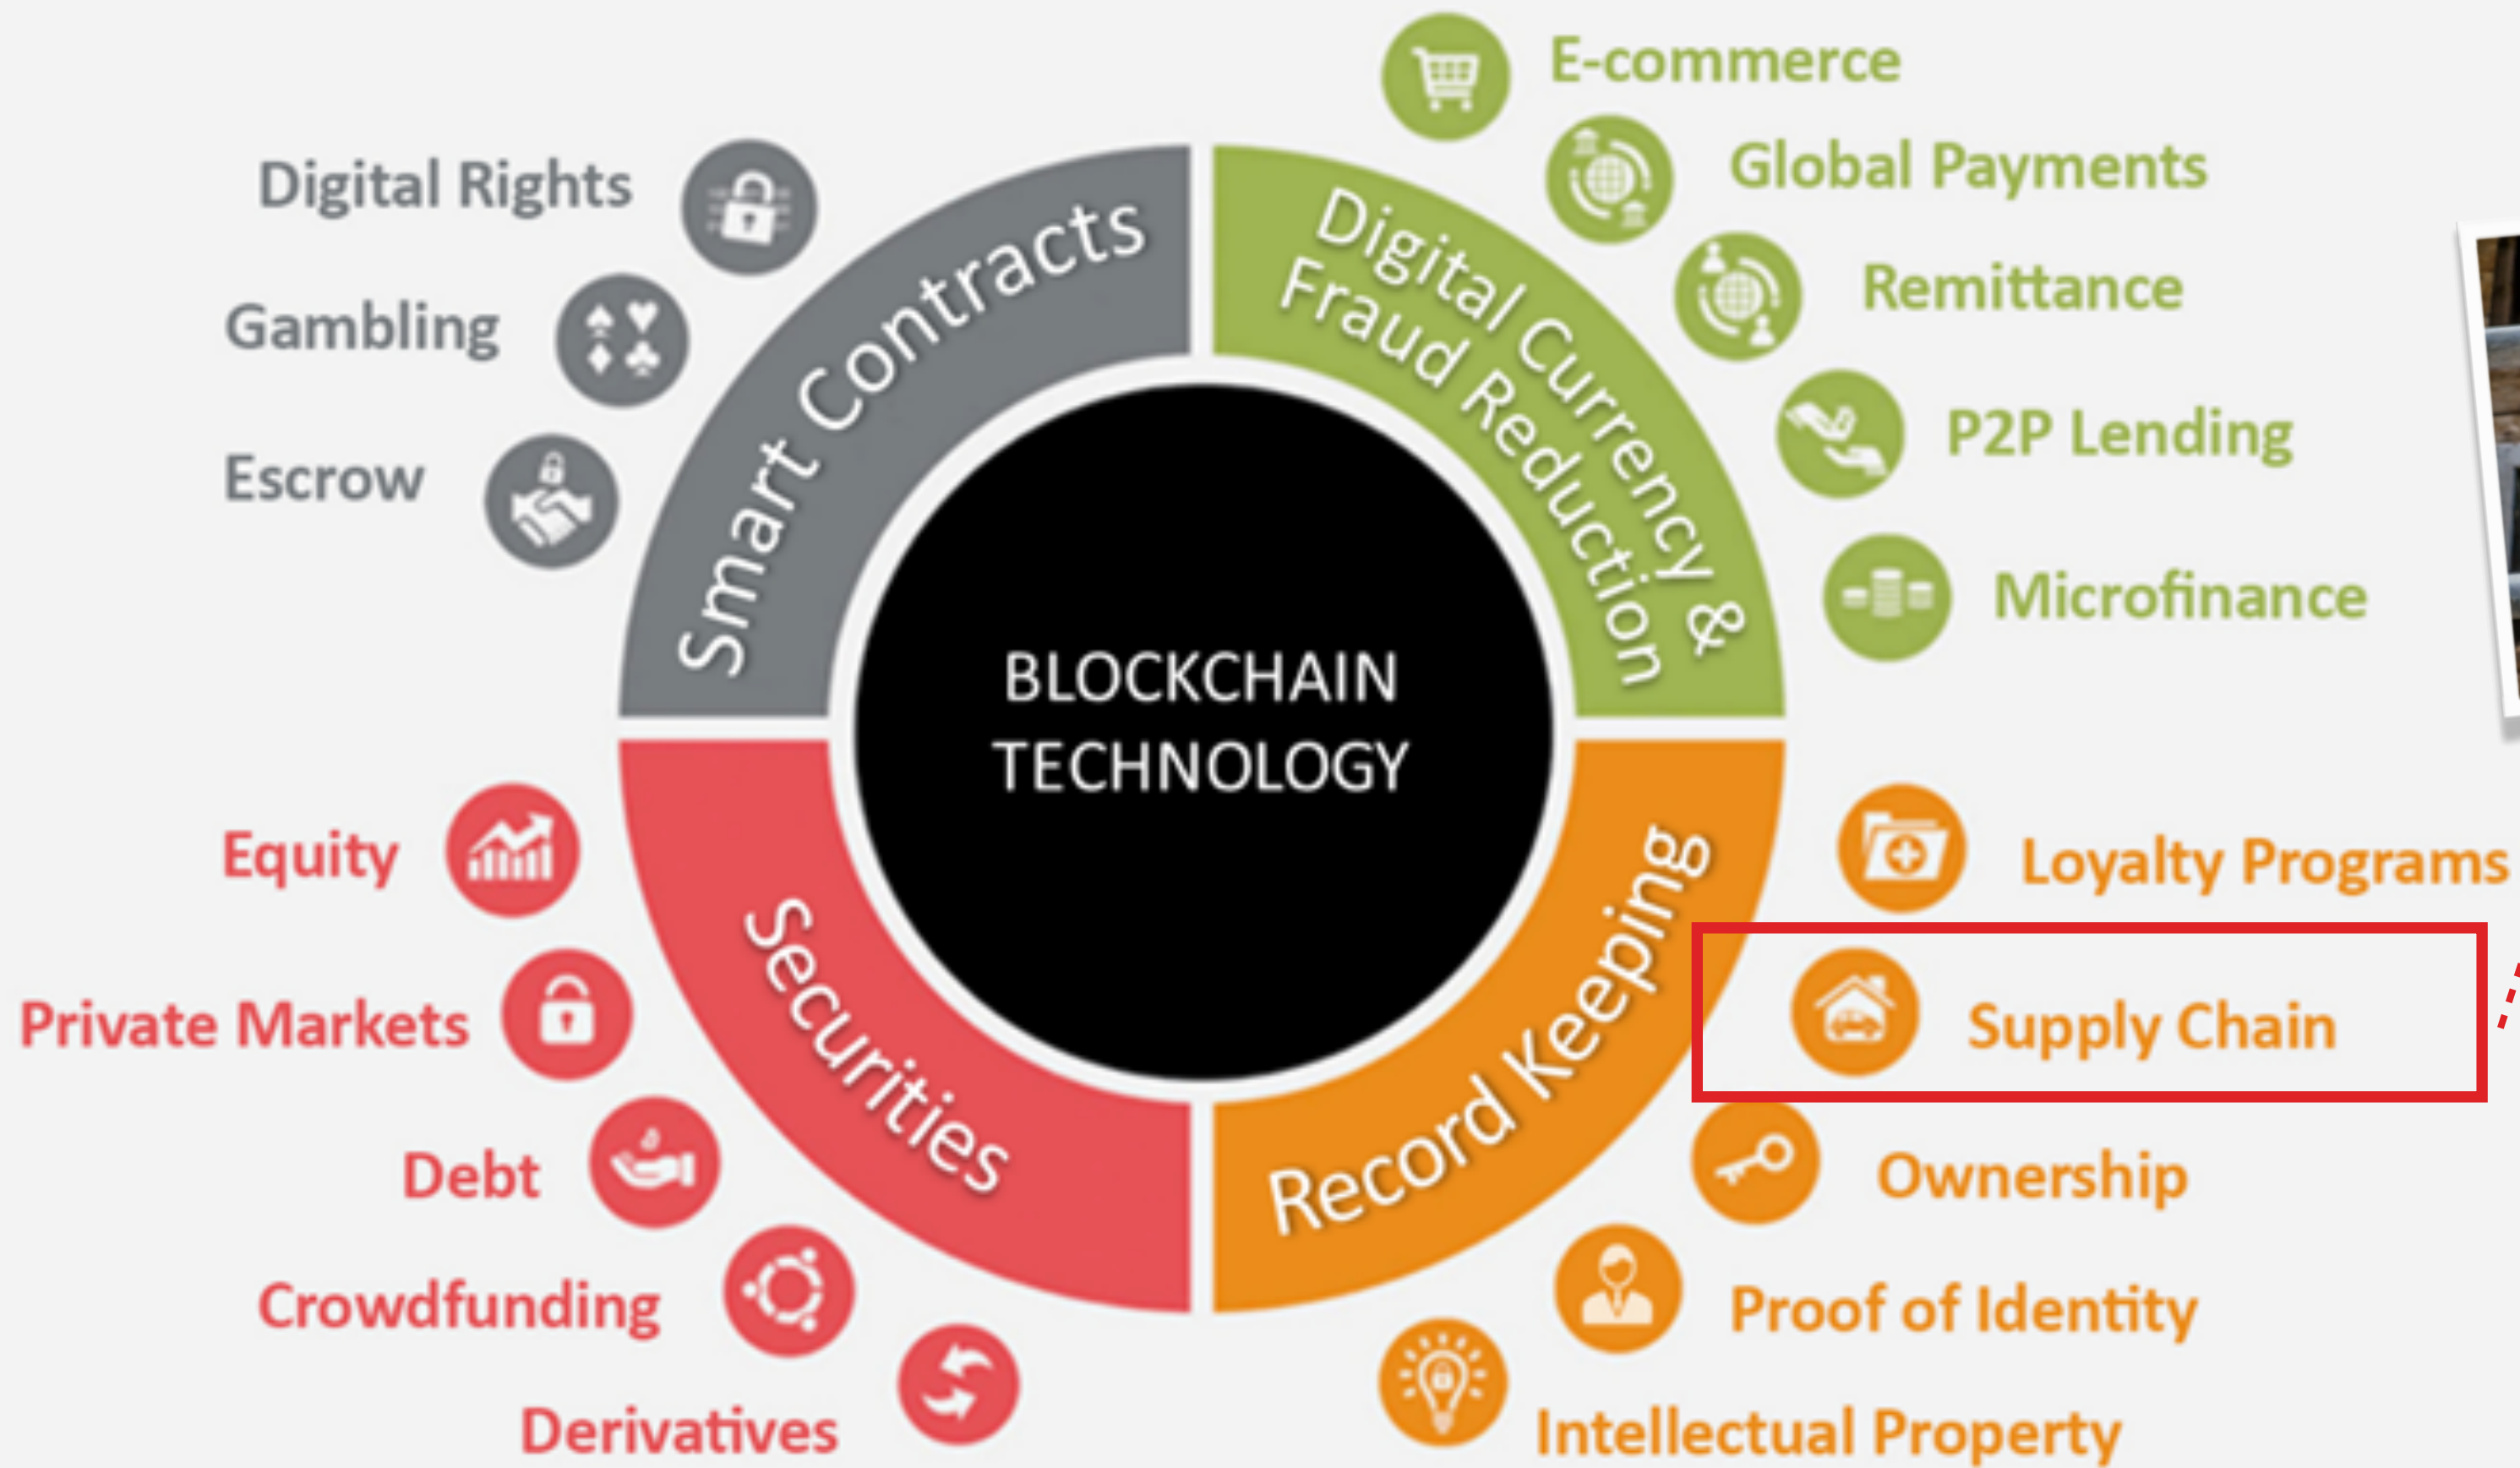 BLOCKCHAIN
TECHNOLOGY
Smart Contracts
Digital Rights
Gambling
Escrow
Digital Currency &
Fraud Reduction
E-commerce
Global Payments
Remittance
P2P Lending
Microfinance
Securities
Equity
Private Markets
Debt
Crowdfunding
Derivatives
Record Keeping
Loyalty Programs
Supply Chain
Ownership
Proof of Identity
Intellectual Property